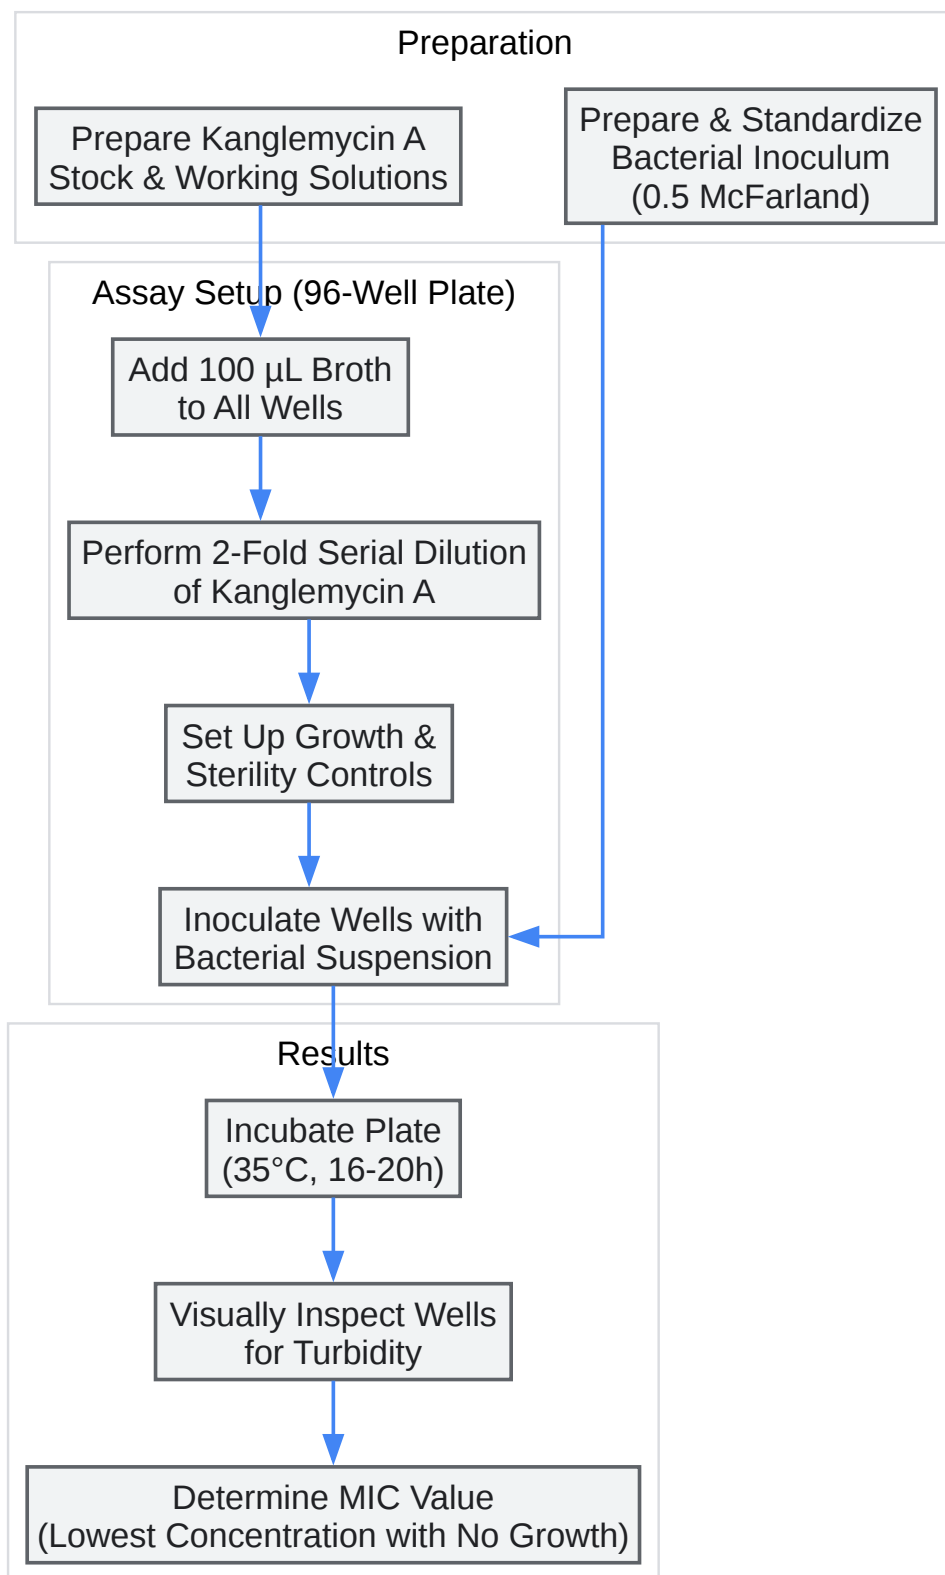 Preparation
Prepare Kanglemycin A
Stock & Working Solutions
Prepare & Standardize
Bacterial Inoculum
(0.5 McFarland)
Assay Setup (96-Well Plate)
Add 100 µL Broth
to All Wells
Perform 2-Fold Serial Dilution
of Kanglemycin A
Set Up Growth &
Sterility Controls
Inoculate Wells with
Bacterial Suspension
Results
Incubate Plate
(35°C, 16-20h)
Visually Inspect Wells
for Turbidity
Determine MIC Value
(Lowest Concentration with No Growth)